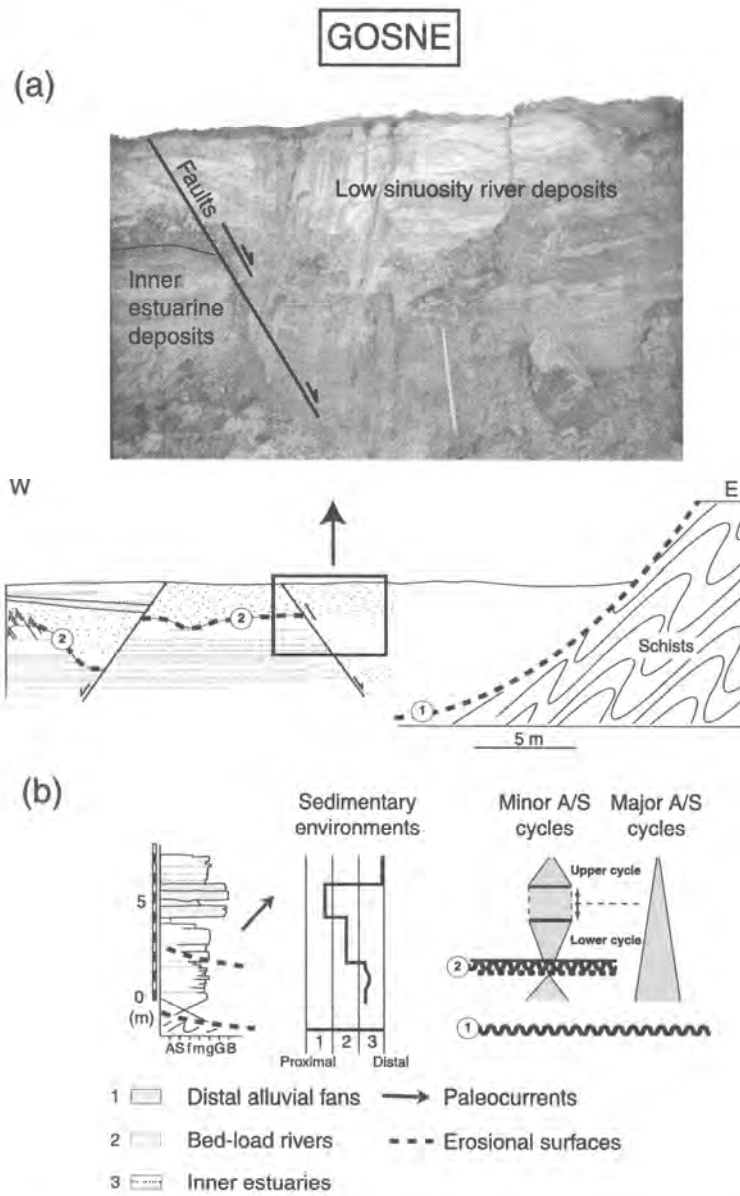 GOSNE
(a)
Faults
Low sinuosity river deposits
Inner
estuarine
deposits
W
E
2
2
Schists
1
5 m
(b)
Sedimentary
environments
Minor A/S
cycles
Major A/S
cycles
5
0
(m)
AS f m g G B
1 2 3
Proximal Distal
Upper cycle
Lower cycle
2
1
1 Distal alluvial fans
Paleocurrents
2 Bed-load rivers
Erosional surfaces
3 Inner estuaries